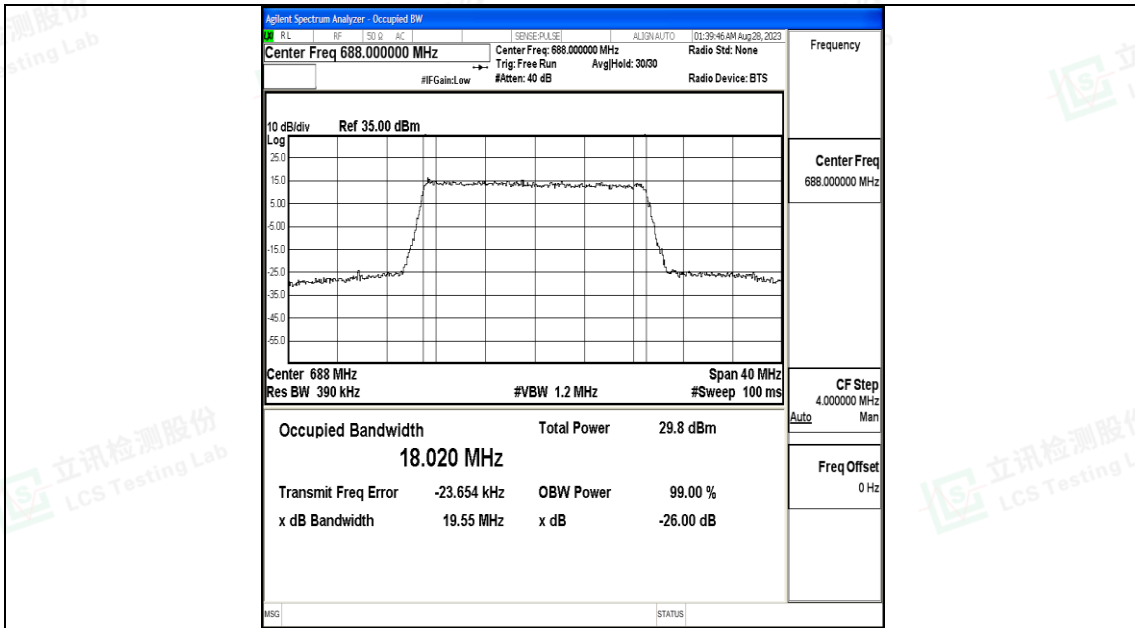 Agilent Spectrum Analyzer - Occupied BW
RL RF 50 Ω AC SENSE:PULSE ALIGNAUTO 01:39:46 AM Aug 28, 2023
Center Freq 688.000000 MHz
Center Freq: 688.000000 MHz Radio Std: None
Trig: Free Run Avg|Hold: 30/30
#IFGain:Low #Atten: 40 dB Radio Device: BTS
10 dB/div Ref 35.00 dBm
Log
25.0
15.0
5.00
-5.00
-15.0
-25.0
-35.0
-45.0
-55.0
Center 688 MHz Span 40 MHz
Res BW 390 kHz #VBW 1.2 MHz #Sweep 100 ms
Occupied Bandwidth Total Power 29.8 dBm
18.020 MHz
Transmit Freq Error -23.654 kHz OBW Power 99.00 %
x dB Bandwidth 19.55 MHz x dB -26.00 dB
MSG STATUS
Frequency
Center Freq
688.000000 MHz
CF Step
4.000000 MHz
Auto Man
Freq Offset
0 Hz
立讯检测股份
LCS Testing Lab
立讯检测股份
LCS Testing L
测股份
sting Lab
立